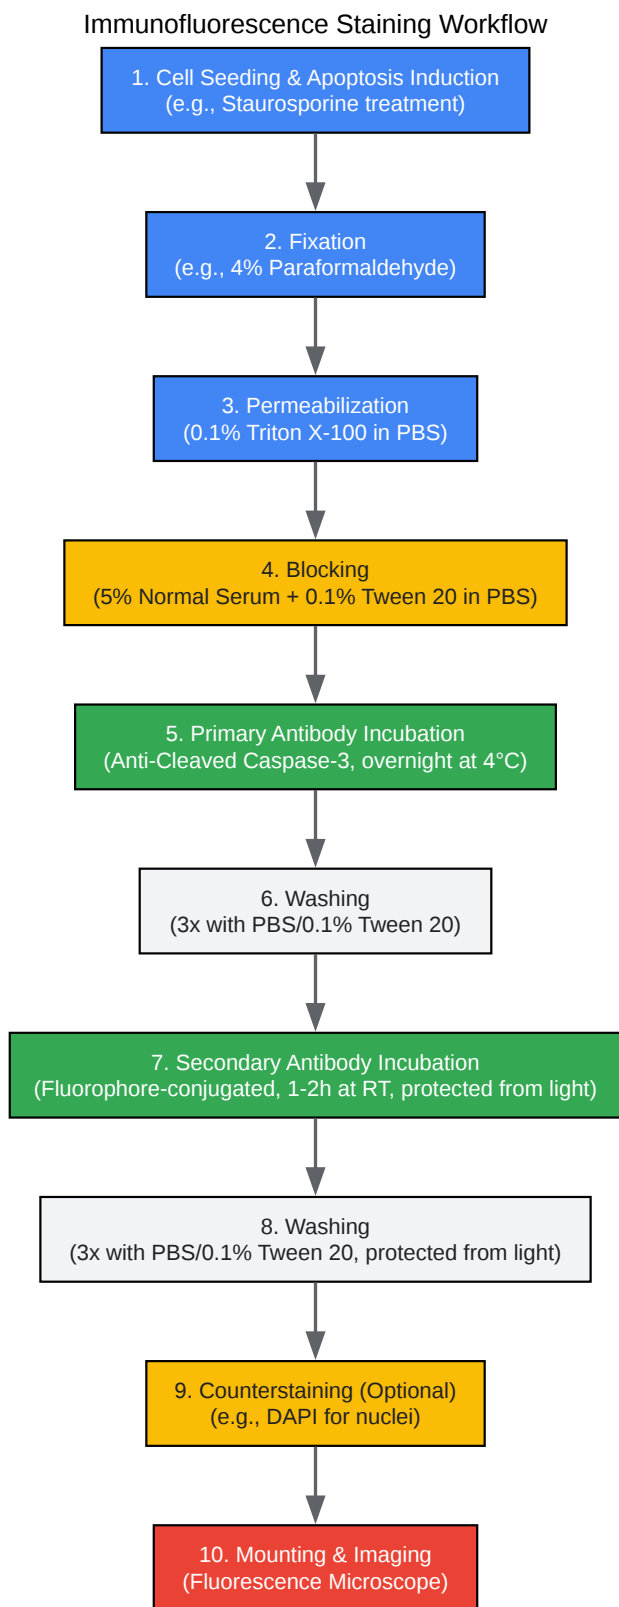 Immunofluorescence Staining Workflow
1. Cell Seeding & Apoptosis Induction
(e.g., Staurosporine treatment)
2. Fixation
(e.g., 4% Paraformaldehyde)
3. Permeabilization
(0.1% Triton X-100 in PBS)
4. Blocking
(5% Normal Serum + 0.1% Tween 20 in PBS)
5. Primary Antibody Incubation
(Anti-Cleaved Caspase-3, overnight at 4°C)
6. Washing
(3x with PBS/0.1% Tween 20)
7. Secondary Antibody Incubation
(Fluorophore-conjugated, 1-2h at RT, protected from light)
8. Washing
(3x with PBS/0.1% Tween 20, protected from light)
9. Counterstaining (Optional)
(e.g., DAPI for nuclei)
10. Mounting & Imaging
(Fluorescence Microscope)